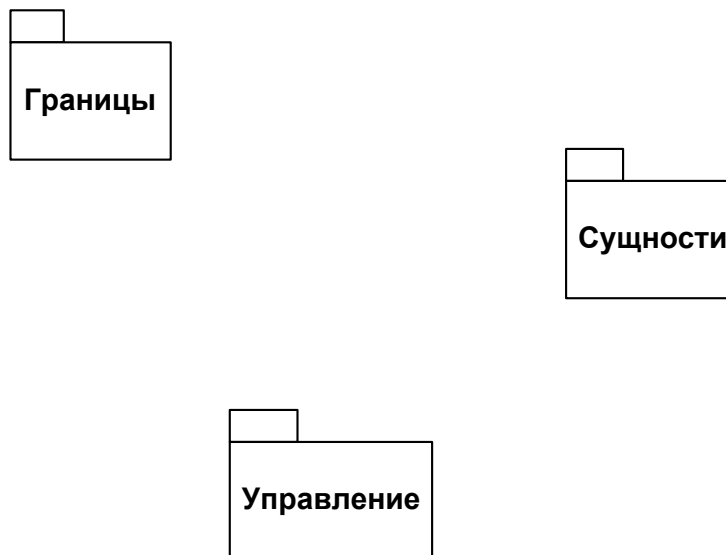 Границы
Сущности
Управление